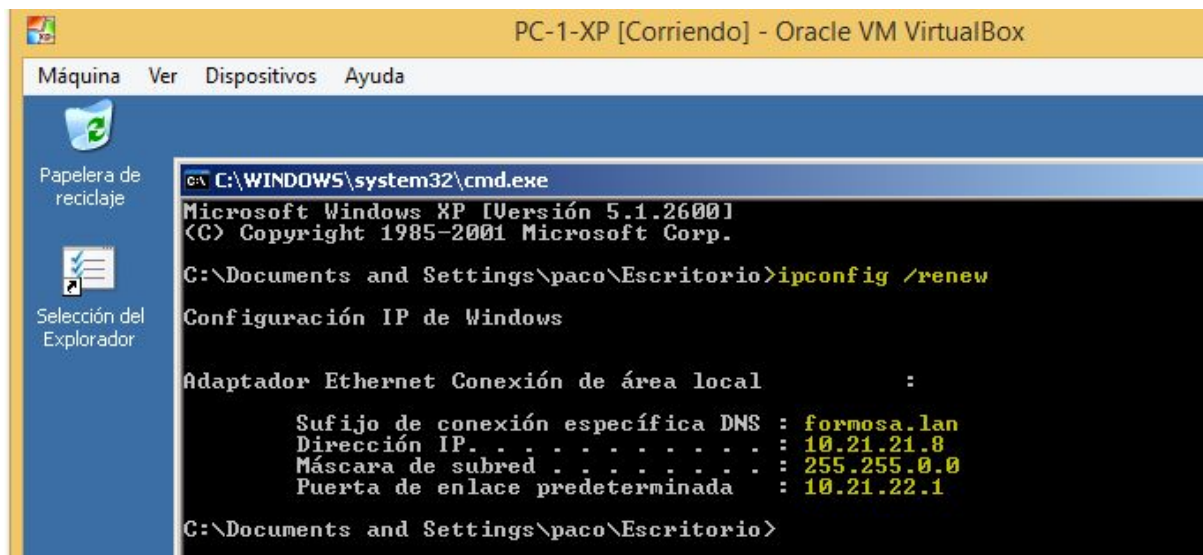 PC-1-XP [Corriendo] - Oracle VM VirtualBox
Máquina Ver Dispositivos Ayuda
Papelera de
reciclaje
C:\WINDOWS\system32\cmd.exe
Microsoft Windows XP [Versión 5.1.2600]
(C) Copyright 1985-2001 Microsoft Corp.
C:\Documents and Settings\paco\Escritorio>ipconfig /renew
Selección del
Explorador
Configuración IP de Windows
Adaptador Ethernet Conexión de área local :
Sufijo de conexión específica DNS : formosa.lan
Dirección IP. . . . . . . . . . . : 10.21.21.8
Máscara de subred . . . . . . . . : 255.255.0.0
Puerta de enlace predeterminada : 10.21.22.1
C:\Documents and Settings\paco\Escritorio>